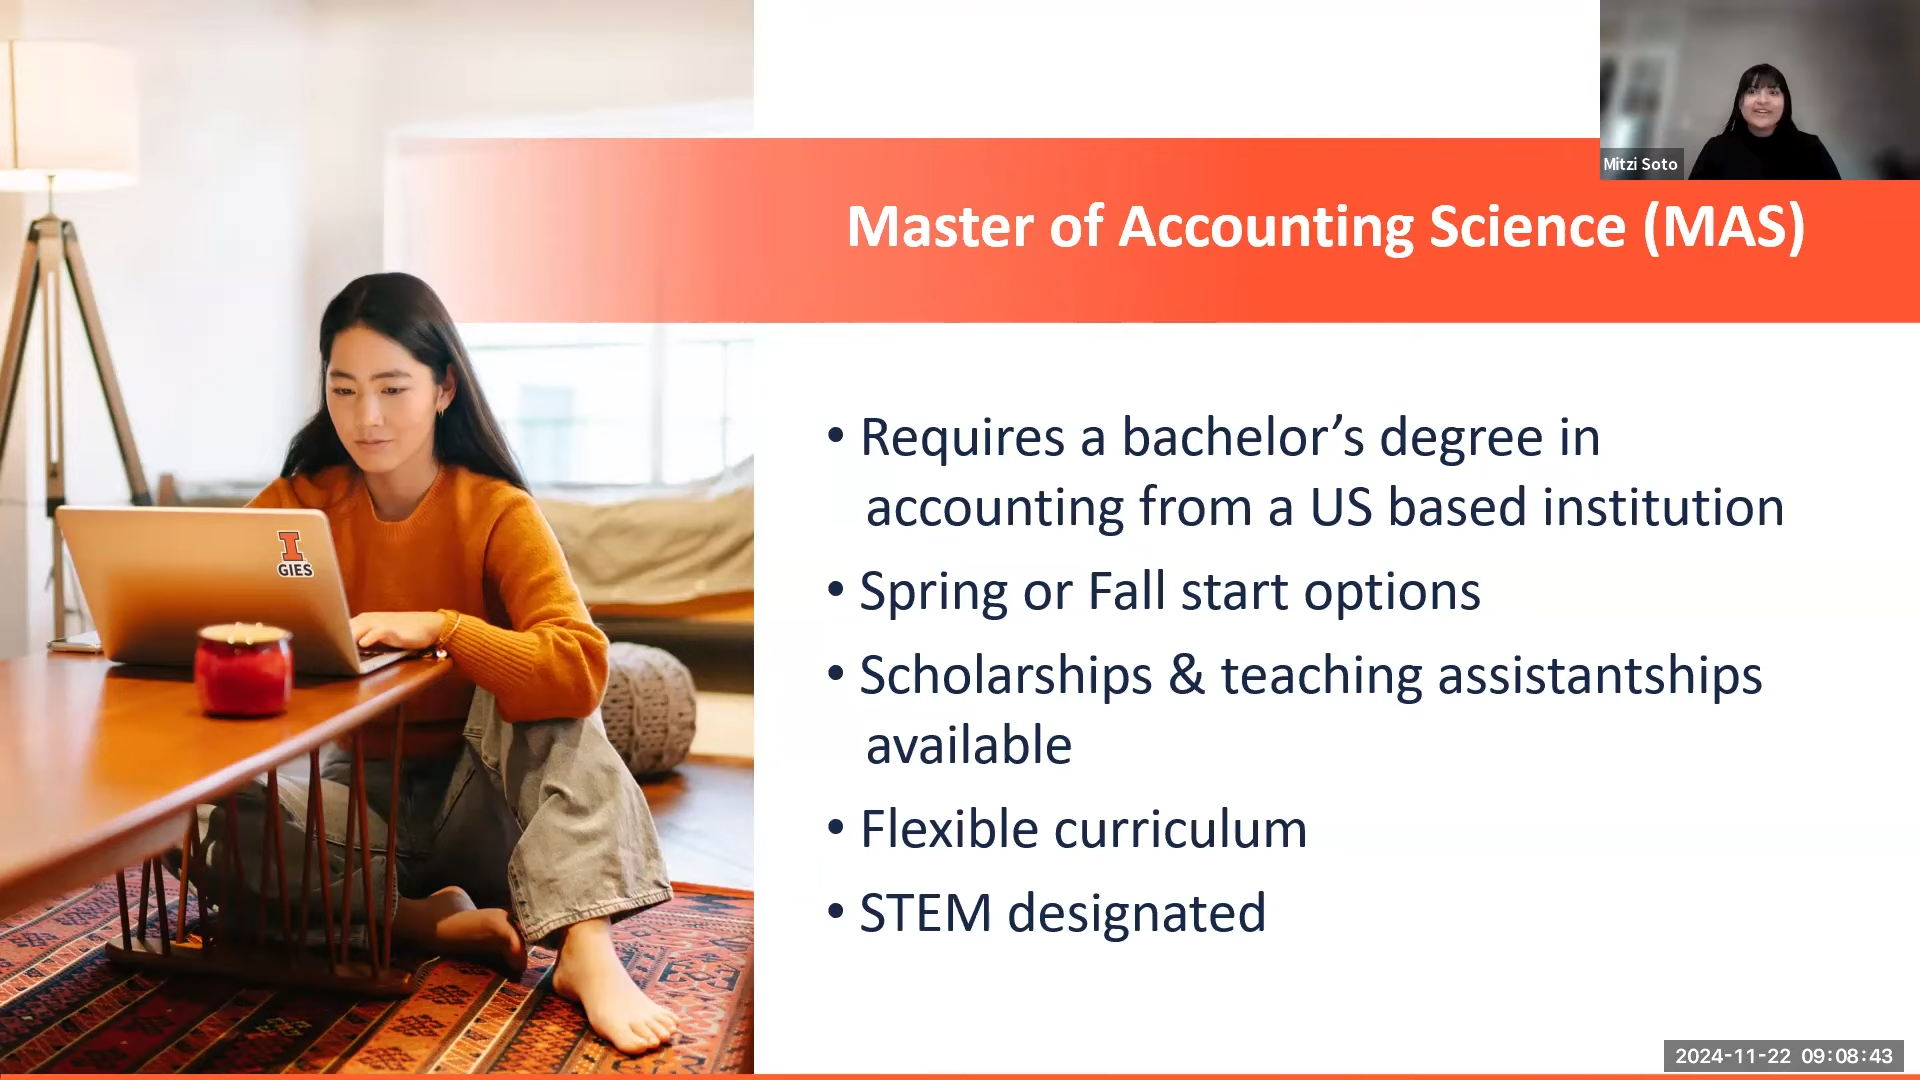 Mitzi Soto
Master of Accounting Science (MAS)
• Requires a bachelor’s degree in
accounting from a US based institution
• Spring or Fall start options
• Scholarships & teaching assistantships
available
• Flexible curriculum
• STEM designated
I
GIES
2024-11-22 09:08:43